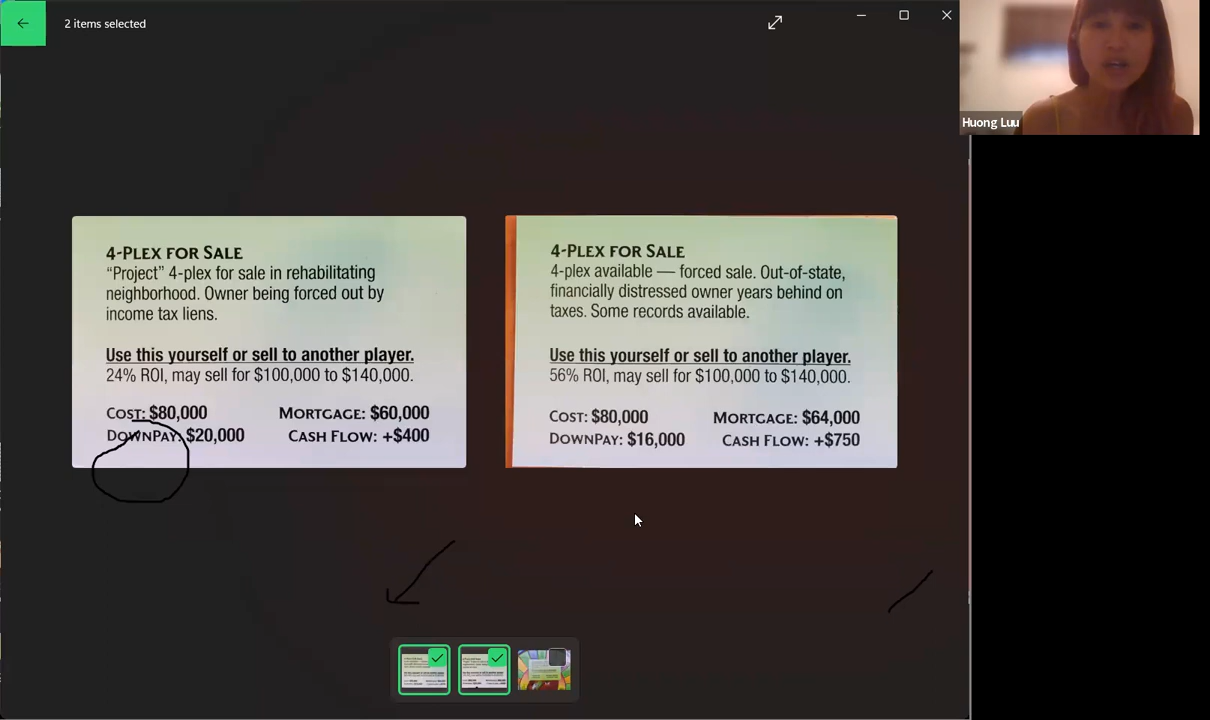 2 items selected
Huong Luu
4-PLEX FOR SALE
“Project” 4-plex for sale in rehabilitating
neighborhood. Owner being forced out by
income tax liens.
Use this yourself or sell to another player.
24% ROI, may sell for $100,000 to $140,000.
COST: $80,000 MORTGAGE: $60,000
DOWNPAY: $20,000 CASH FLOW: +$400
4-PLEX FOR SALE
4-plex available — forced sale. Out-of-state,
financially distressed owner years behind on
taxes. Some records available.
Use this yourself or sell to another player.
56% ROI, may sell for $100,000 to $140,000.
COST: $80,000 MORTGAGE: $64,000
DOWNPAY: $16,000 CASH FLOW: +$750